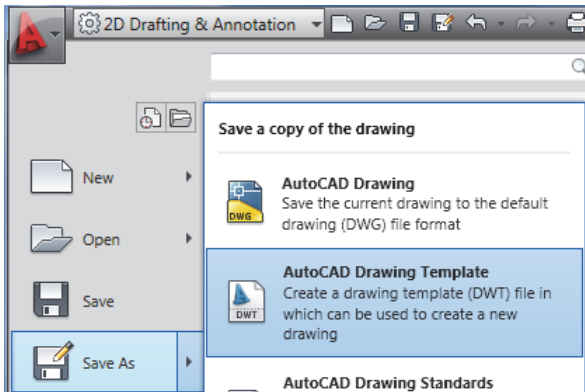 2D Drafting & Annotation
Save a copy of the drawing
New
AutoCAD Drawing
Save the current drawing to the default
drawing (DWG) file format
DWG
Open
AutoCAD Drawing Template
Create a drawing template (DWT) file in
which can be used to create a new
drawing
DWT
Save
Save As
AutoCAD Drawing Standards